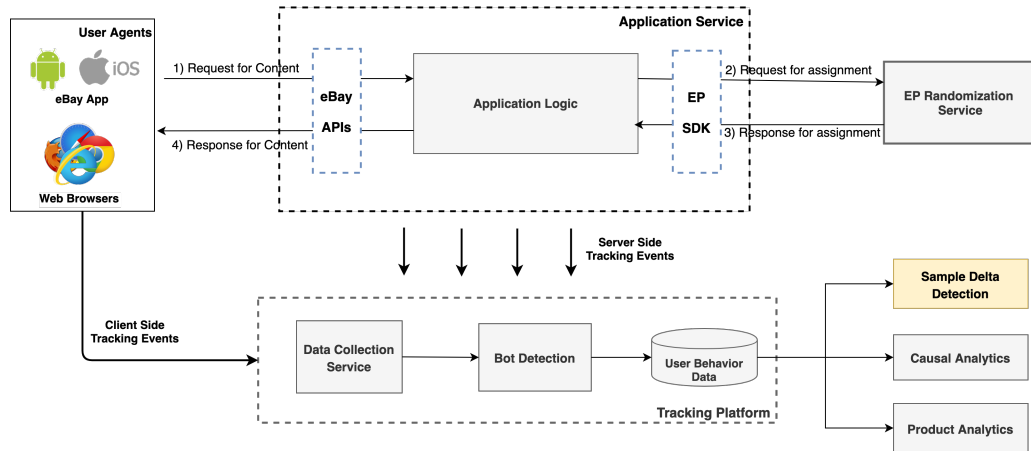 User Agents
iOS
eBay App
Web Browsers
1) Request for Content
4) Response for Content
Application Service
eBay
APIs
Application Logic
EP
SDK
2) Request for assignment
3) Response for assignment
EP Randomization
Service
Server Side
Tracking Events
Client Side
Tracking Events
Data Collection
Service
Bot Detection
User Behavior
Data
Tracking Platform
Sample Delta
Detection
Causal Analytics
Product Analytics